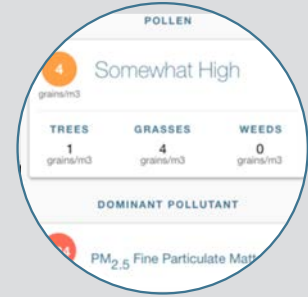 POLLEN
4 Somewhat High
grains/m3
TREES GRASSES WEEDS
1 4 0
grains/m3 grains/m3 grains/m3
DOMINANT POLLUTANT
PM2.5 Fine Particulate